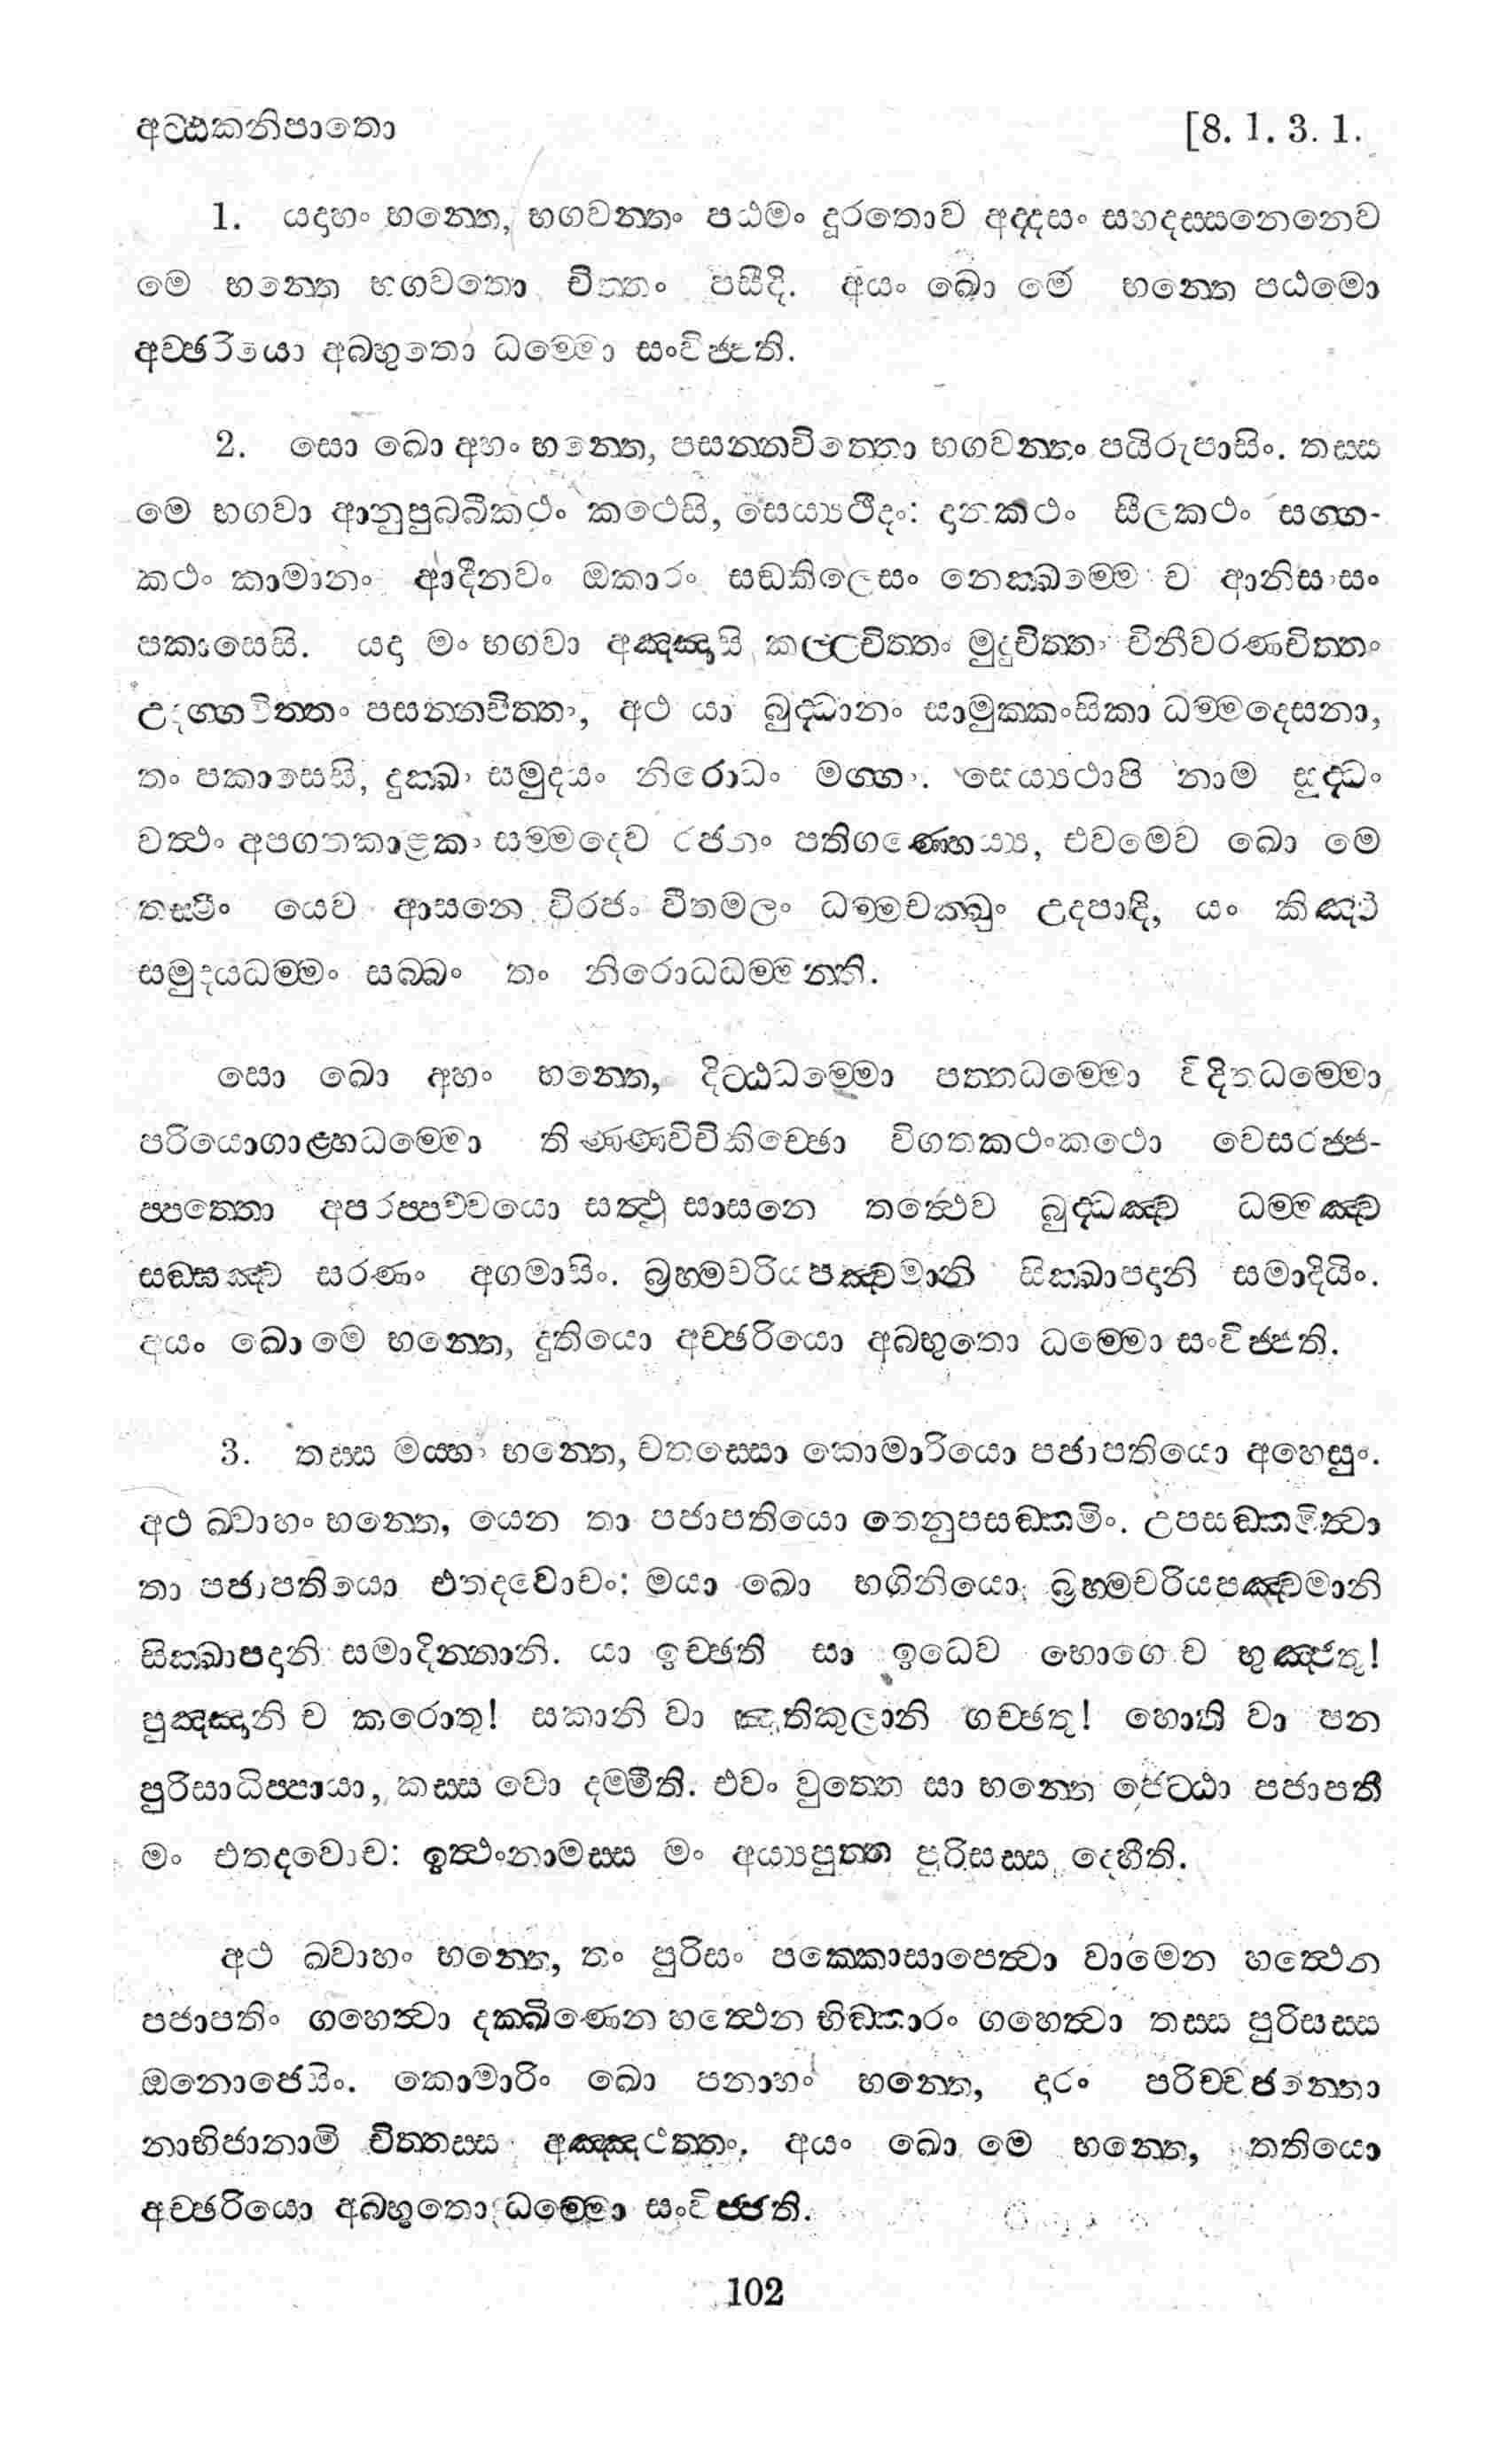 අට්ඨකනිපාතො [8. 1. 3. 1.
1. යදාහං භන්තෙ, භගවන්තං පඨමං දූරතොව අද්දසං සහදස්සනෙනෙව
මෙ භන්තෙ භගවතො චිත්තං පසීදි. අයං ඛො මෙ භන්තෙ පඨමො
අච්ඡරියො අබ්භුතො ධම්මො සංවිජ්ජති.
2. සො ඛො අහං භන්තෙ, පසන්නචිත්තො භගවන්තං පයිරුපාසිං. තස්ස
මෙ භගවා ආනුපුබ්බීකථං කථෙසි, සෙය්‍යථීදං: දානකථං සීලකථං සග්ග-
කථං කාමානං ආදීනවං ඔකාරං සඞ්කිලෙසං නෙක්ඛම්මෙ ච ආනිසංසං
පකාසෙසි. යදා මං භගවා අඤ්ඤාසි කල්ලචිත්තං මුදුචිත්තං විනීවරණචිත්තං
උදග්ගචිත්තං පසන්නචිත්තං, අථ යා බුද්ධානං සාමුක්කංසිකා ධම්මදෙසනා,
තං පකාසෙසි, දුක්ඛං සමුදයං නිරොධං මග්ගං. සෙය්‍යථාපි නාම සුද්ධං
වත්ථං අපගතකාළකං සම්මදෙව රජනං පතිගණ්හෙය්‍ය, එවමෙව ඛො මෙ
තස්මිං යෙව ආසනෙ විරජං වීතමලං ධම්මචක්ඛුං උදපාදි, යං කිඤ්චි
සමුදයධම්මං සබ්බං තං නිරොධධම්මන්ති.
සො ඛො අහං භන්තෙ, දිට්ඨධම්මො පත්තධම්මො විදිතධම්මො
පරියොගාළ්හධම්මො තිණ්ණවිචිකිච්ඡො විගතකථංකථො වෙසාරජ්ජ-
ප්පත්තො අපරප්පච්චයො සත්ථු සාසනෙ තත්ථෙව බුද්ධඤ්ච ධම්මඤ්ච
සඞ්ඝඤ්ච සරණං අගමාසිං. බ්‍රහ්මචරියපඤ්චමානි සික්ඛාපදානි සමාදියිං.
අයං ඛො මෙ භන්තෙ, දුතියො අච්ඡරියො අබ්භුතො ධම්මො සංවිජ්ජති.
3. තස්ස මය්හං භන්තෙ, චතස්සො කොමාරියො පජාපතියො අහෙසුං.
අථ ඛ්වාහං භන්තෙ, යෙන තා පජාපතියො තෙනුපසඞ්කමිං. උපසඞ්කමිත්වා
තා පජාපතියො එතදවොචං: මයා ඛො භගිනියො, බ්‍රහ්මචරියපඤ්චමානි
සික්ඛාපදානි සමාදින්නානි. යා ඉච්ඡති සා ඉධෙව භොගෙ ච භුඤ්ජතු!
පුඤ්ඤානි ච කරොතු! සකානි වා ඤාතිකුලානි ගච්ඡතු! හොති වා පන
පුරිසාධිප්පායා, කස්ස වො දම්මීති. එවං වුත්තෙ සා භන්තෙ ජෙට්ඨා පජාපතී
මං එතදවොච: ඉත්ථංනාමස්ස මං අය්‍යපුත්ත පුරිසස්ස දෙහීති.
අථ ඛ්වාහං භන්තෙ, තං පුරිසං පක්කොසාපෙත්වා වාමෙන හත්ථෙන
පජාපතිං ගහෙත්වා දක්ඛිණෙන හත්ථෙන භිඞ්කාරං ගහෙත්වා තස්ස පුරිසස්ස
ඔනොජෙසිං. කොමාරිං ඛො පනාහං භන්තෙ, දාරං පරිච්චජන්තො
නාභිජානාමි චිත්තස්ස අඤ්ඤථත්තං. අයං ඛො මෙ භන්තෙ, තතියො
අච්ඡරියො අබ්භුතො ධම්මො සංවිජ්ජති.
102